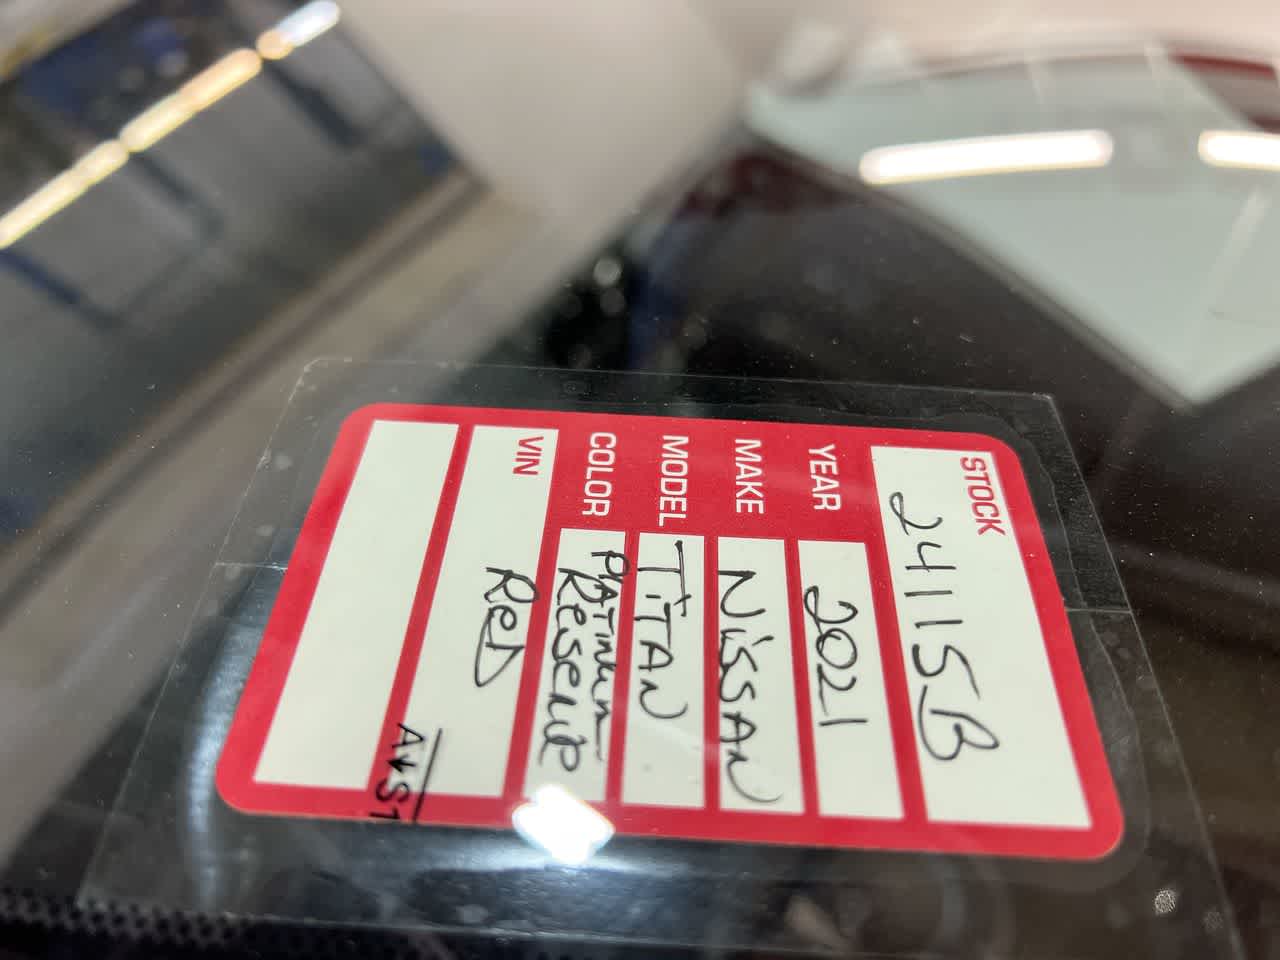 STOCK
24115B
YEAR 2021
MAKE Nissan
MODEL TiTAN
COLOR PLATinum
Reserve
VIN
ReD